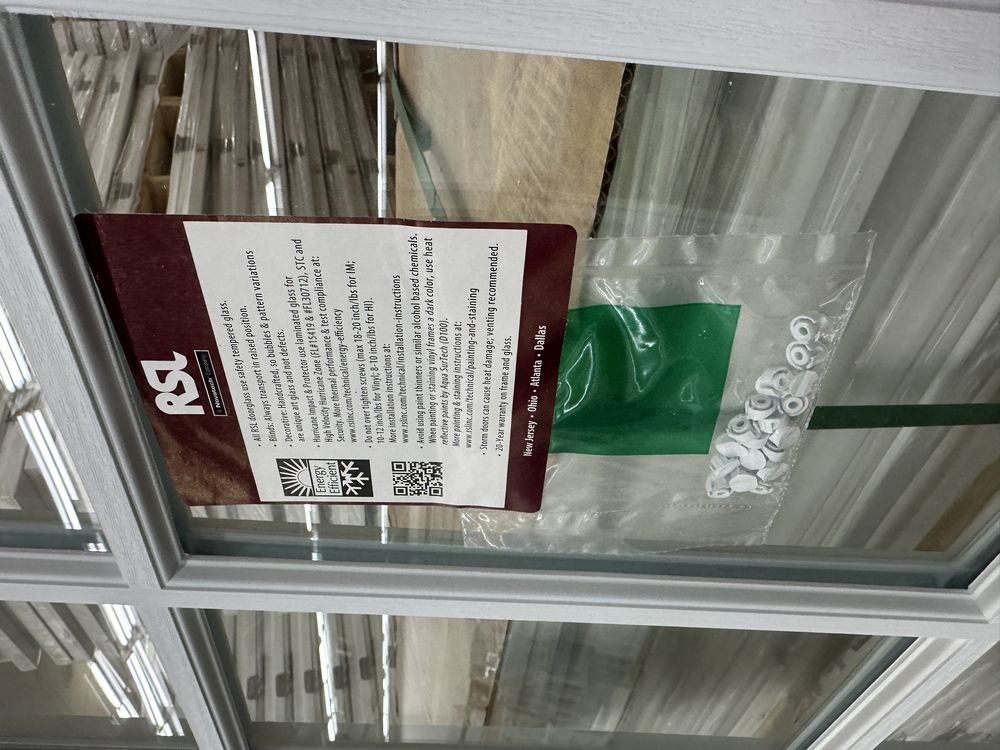 RSL
A NovaTech Company
• All RSL doorglass use safety tempered glass.
• Blinds: Always transport in raised position.
• Decorative: Handcrafted, so bubbles & pattern variations
are unique art glass and not defects.
Hurricane Impact & Protector use laminated glass for
High Velocity Hurricane Zone (FL#15419 & #FL30712), STC and
Security. More thermal performance & test compliance at:
www.rslinc.com/technical/energy-efficiency
• Do not over tighten screws (max 18-20 inch/lbs for IM;
10-12 inch/lbs for Vinyl; 8-10 inch/lbs for HI).
More installation instructions at:
www.rslinc.com/technical/installation-instructions
• Avoid using paint thinners or similar alcohol based chemicals.
When painting or staining vinyl frames a dark color, use heat
reflective paints by Aqua SurTech (D100).
More painting & staining instructions at:
www.rslinc.com/technical/painting-and-staining
• Storm doors can cause heat damage; venting recommended.
• 20-Year warranty on frame and glass.
Energy
Efficient
New Jersey • Ohio • Atlanta • Dallas